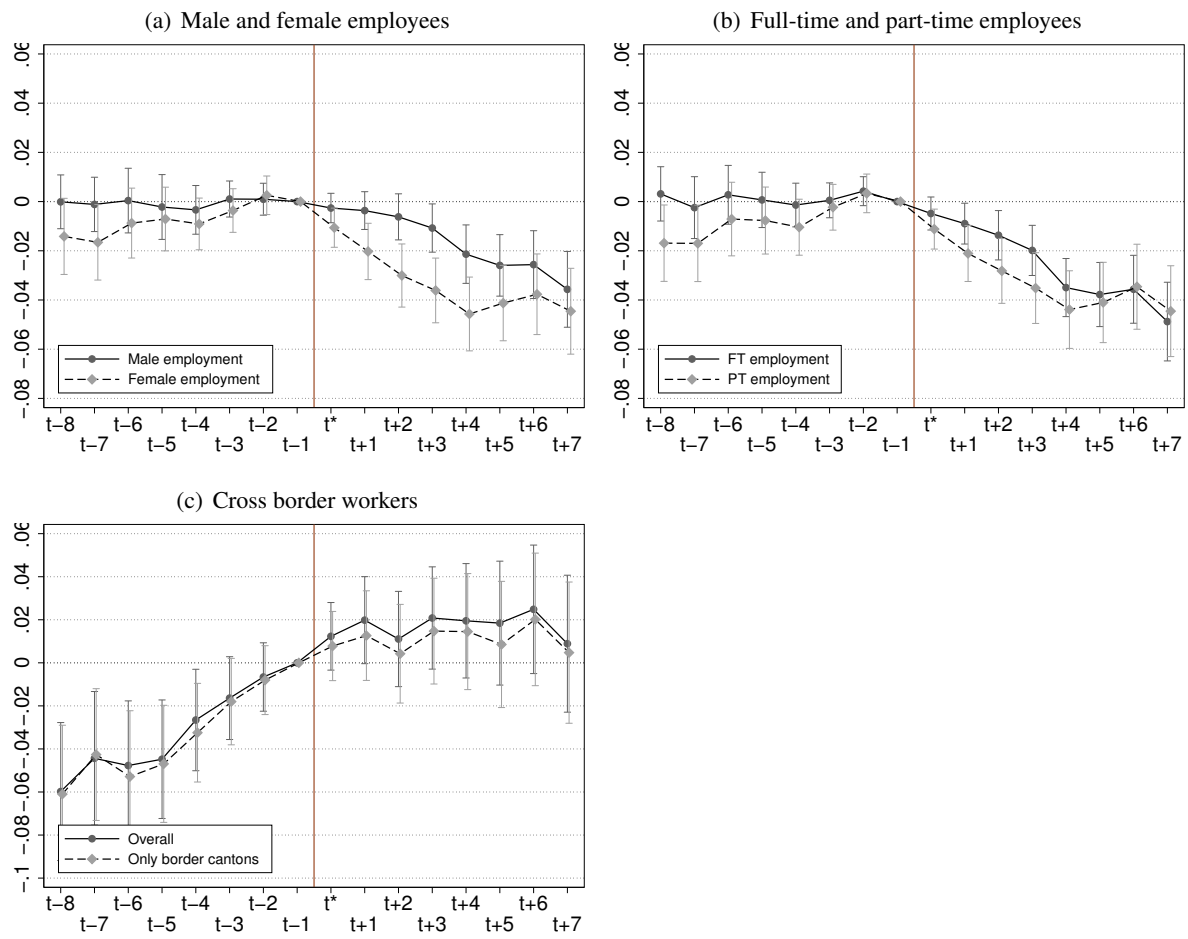 (a) Male and female employees
.06
.04
.02
0
−.02
−.04
−.06
−.08
Male employment
Female employment
t−8 t−6 t−4 t−2 t* t+2 t+4 t+6
t−7 t−5 t−3 t−1 t+1 t+3 t+5 t+7
(b) Full-time and part-time employees
.06
.04
.02
0
−.02
−.04
−.06
−.08
FT employment
PT employment
t−8 t−6 t−4 t−2 t* t+2 t+4 t+6
t−7 t−5 t−3 t−1 t+1 t+3 t+5 t+7
(c) Cross border workers
.06
.04
.02
0
−.02
−.04
−.06
−.08
−.1
Overall
Only border cantons
t−8 t−6 t−4 t−2 t* t+2 t+4 t+6
t−7 t−5 t−3 t−1 t+1 t+3 t+5 t+7